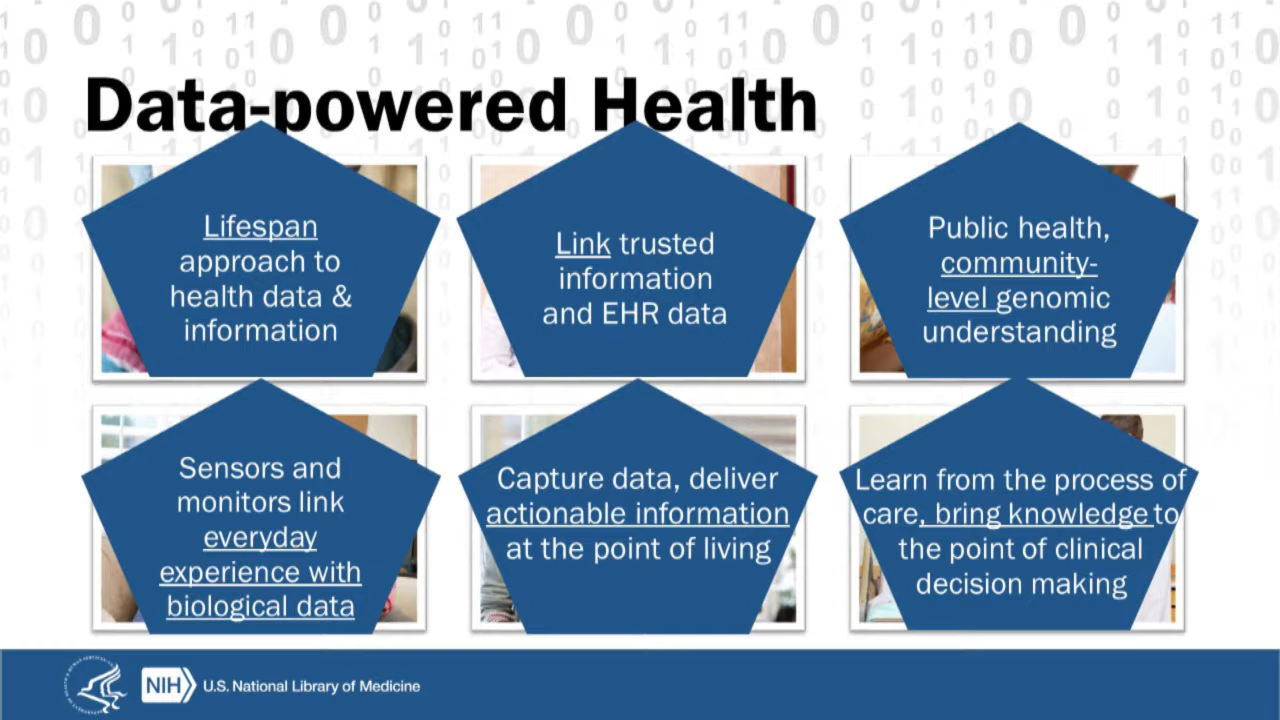 Data-powered Health
Lifespan
approach to
health data &
information
Link trusted
information
and EHR data
Public health,
community-
level genomic
understanding
Sensors and
monitors link
everyday
experience with
biological data
Capture data, deliver
actionable information
at the point of living
Learn from the process of
care, bring knowledge to
the point of clinical
decision making
NIH
U.S. National Library of Medicine